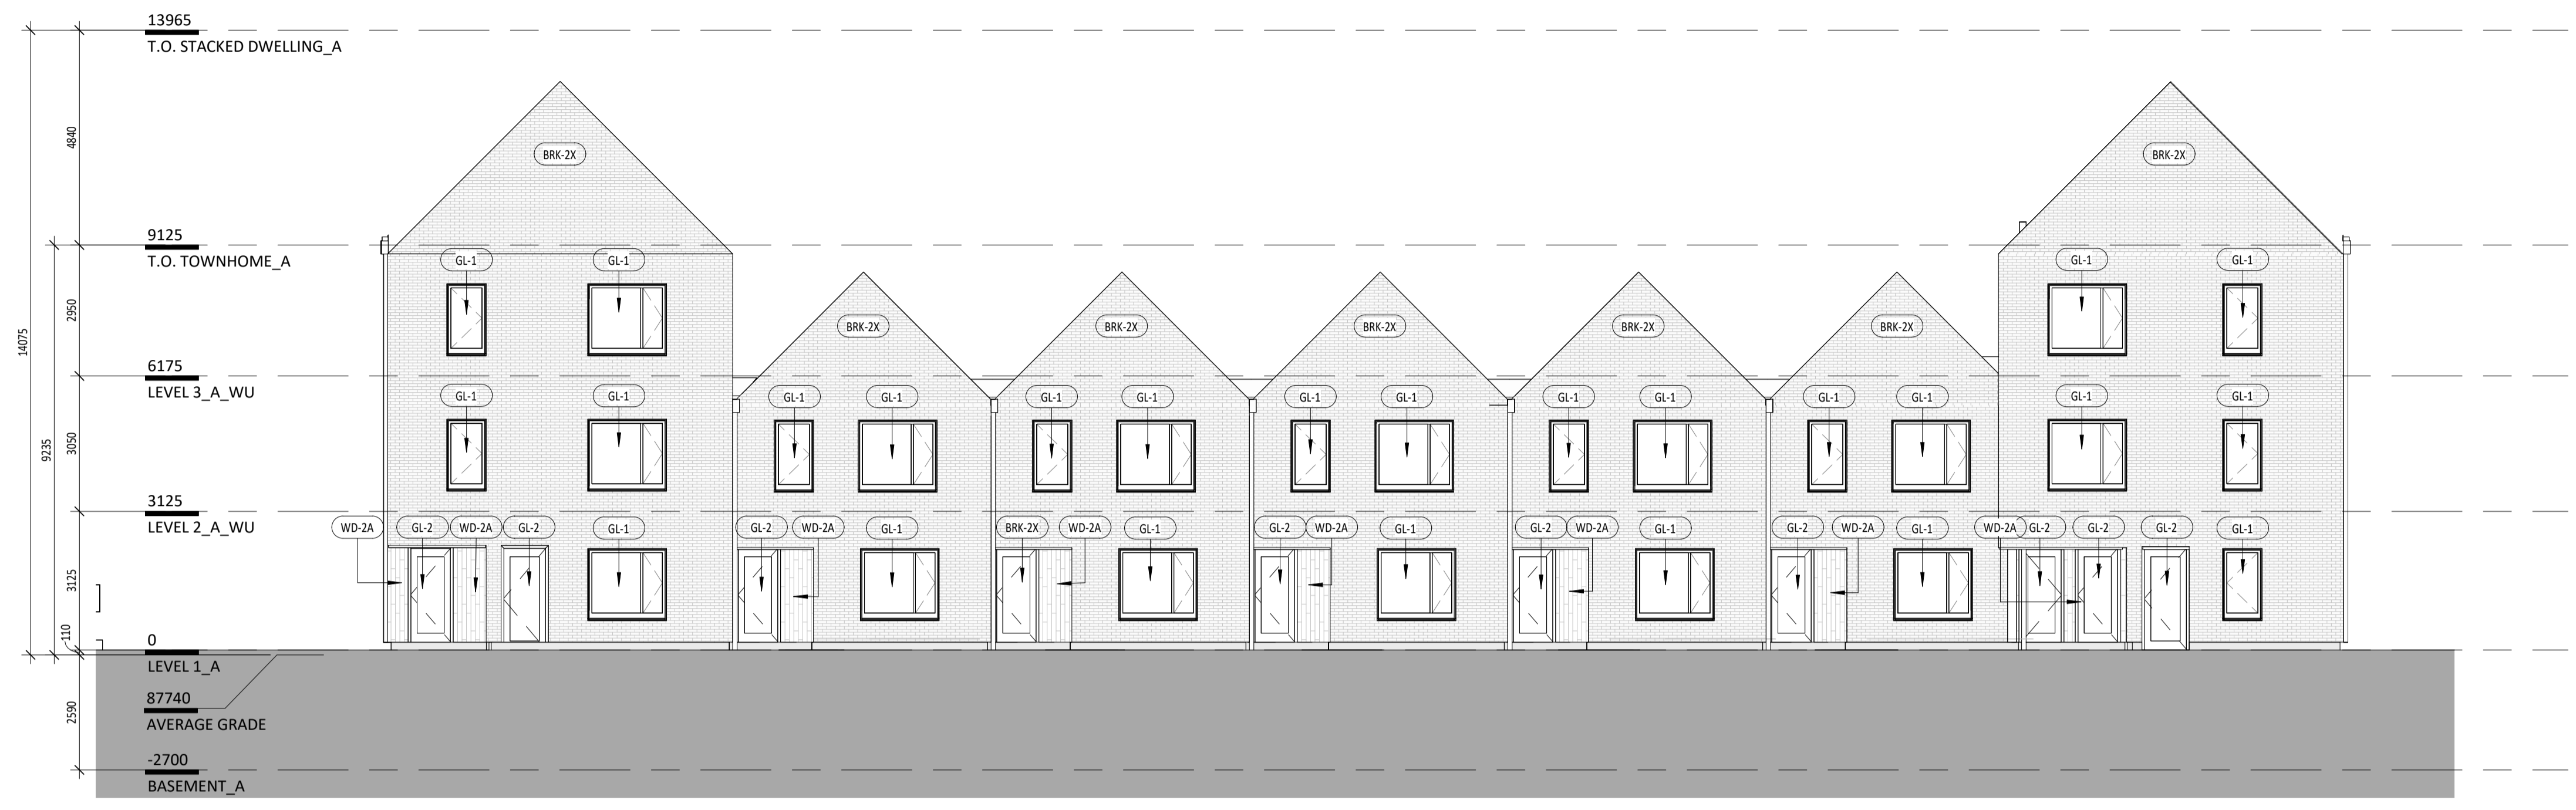 13965
T.O. STACKED DWELLING_A
4840
BRK-2X
BRK-2X
9125
T.O. TOWNHOME_A
GL-1
GL-1
GL-1
GL-1
2950
14075
BRK-2X
BRK-2X
BRK-2X
BRK-2X
BRK-2X
6175
LEVEL 3_A_WU
GL-1
GL-1
GL-1
GL-1
GL-1
GL-1
GL-1
GL-1
GL-1
GL-1
GL-1
GL-1
GL-1
GL-1
9235
3050
3125
LEVEL 2_A_WU
WD-2A
GL-2
WD-2A
GL-2
GL-1
GL-2
WD-2A
GL-1
BRK-2X
WD-2A
GL-1
GL-2
WD-2A
GL-1
GL-2
WD-2A
GL-1
GL-2
WD-2A
GL-1
WD-2A
GL-2
GL-2
GL-2
GL-1
3125
110
0
LEVEL 1_A
87740
AVERAGE GRADE
2590
-2700
BASEMENT_A